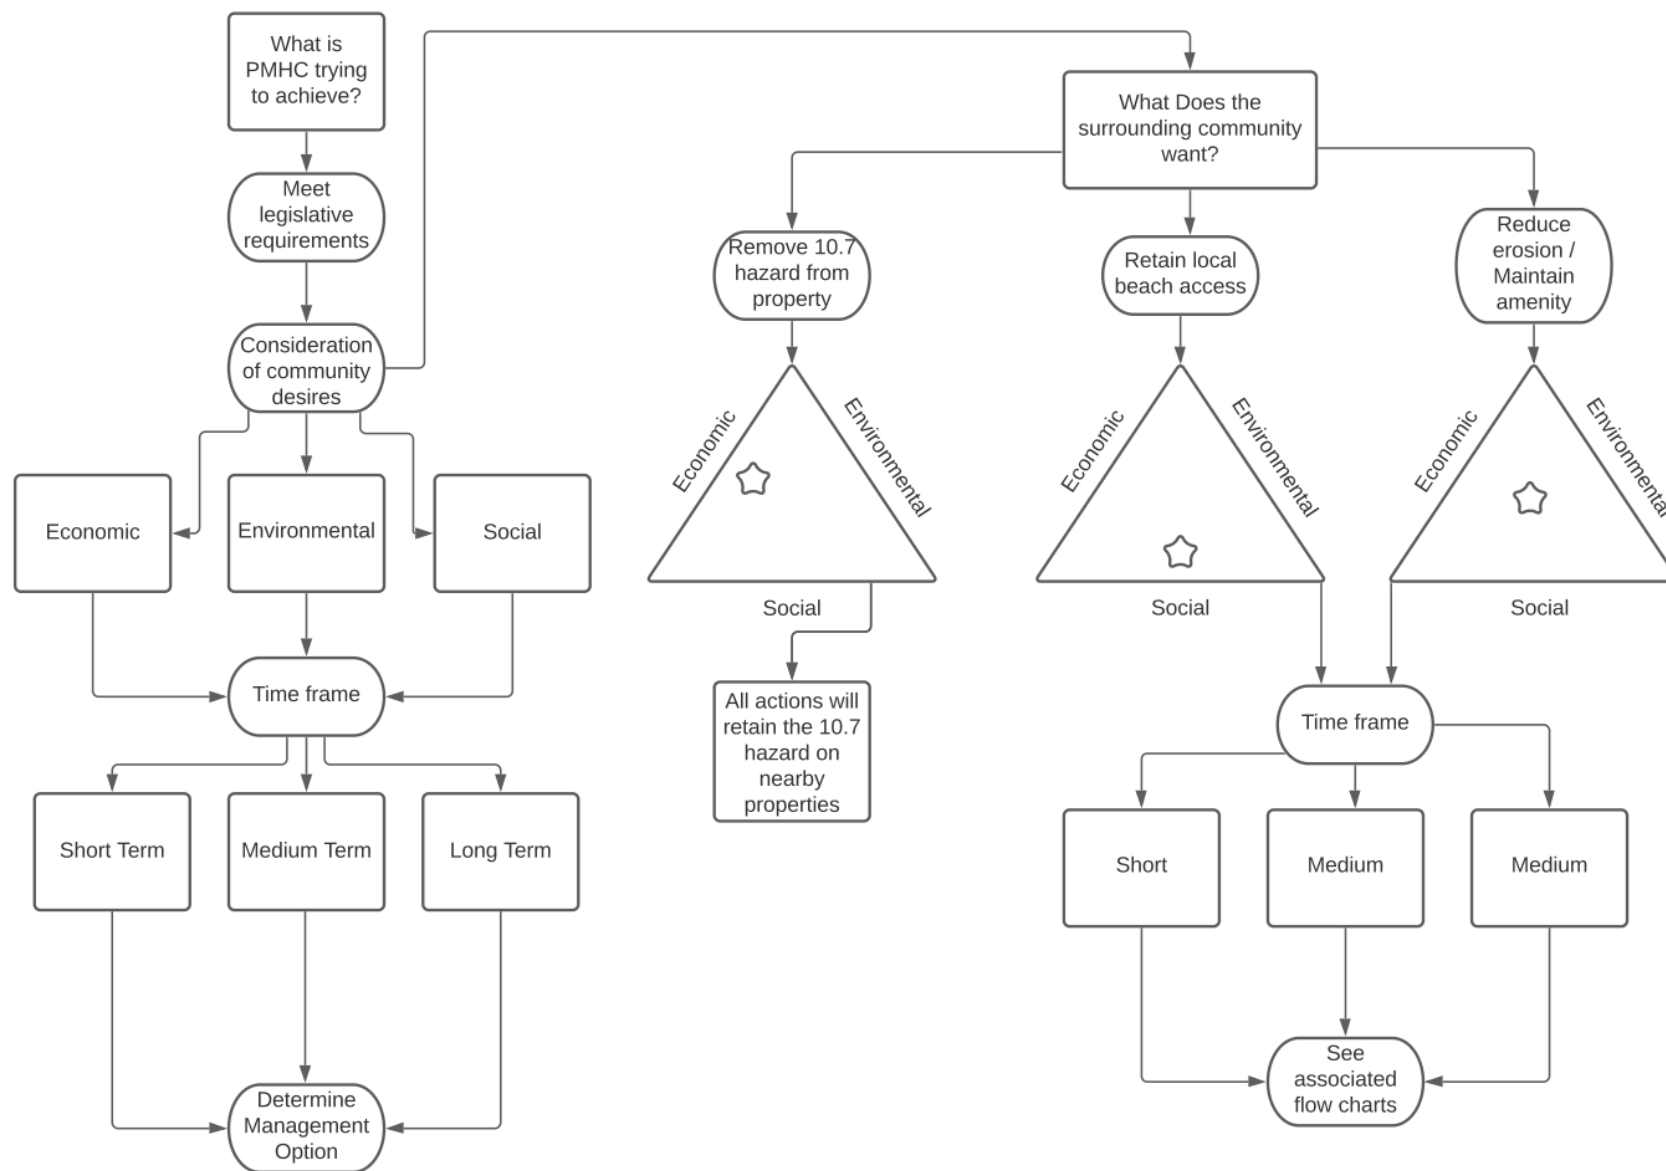 What is
PMHC trying
to achieve?
Meet
legislative
requirements
Consideration
of community
desires
Economic
Environmental
Social
Time frame
Short Term
Medium Term
Long Term
Determine
Management
Option
What Does the
surrounding community
want?
Remove 10.7
hazard from
property
Economic
Environmental
Social
All actions will
retain the 10.7
hazard on
nearby
properties
Retain local
beach access
Economic
Environmental
Social
Reduce
erosion /
Maintain
amenity
Economic
Environmental
Social
Time frame
Short
Medium
Medium
See
associated
flow charts